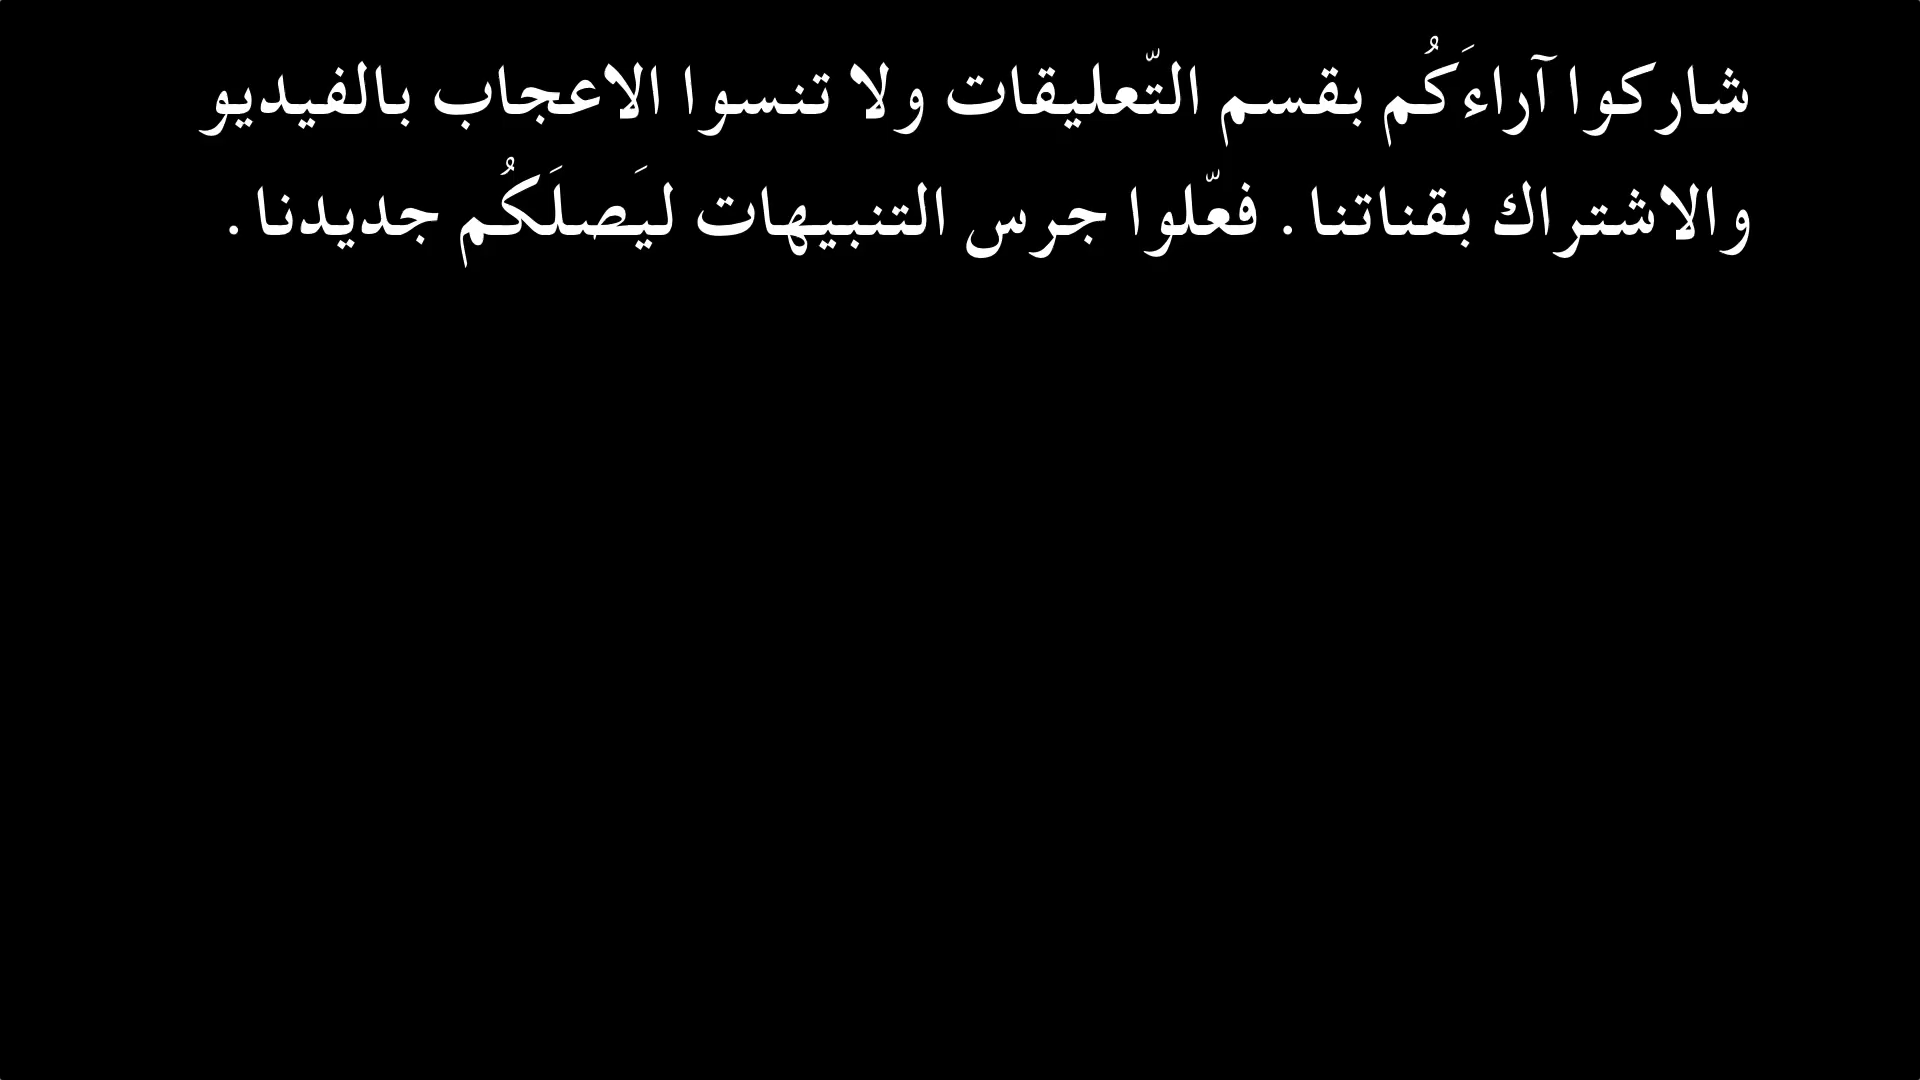 شاركوا آراءَكُم بقسم التّعليقات ولا تنسوا الاعجاب بالفيديو
والاشتراك بقناتنا. فعّلوا جرس التنبيهات ليَصلَكُم جديدنا.